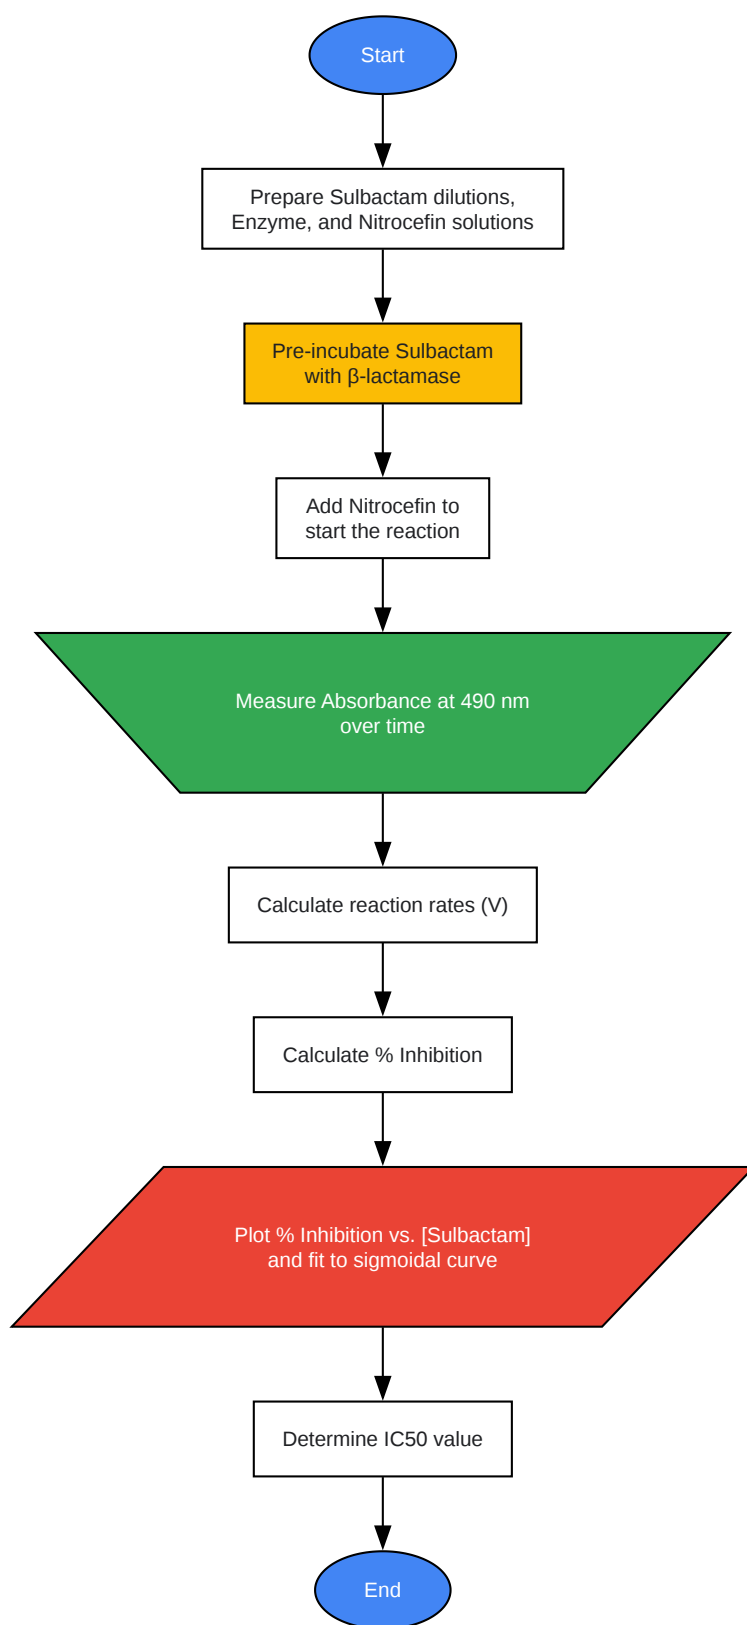 Start
Prepare Sulbactam dilutions,
Enzyme, and Nitrocefin solutions
Pre-incubate Sulbactam
with β-lactamase
Add Nitrocefin to
start the reaction
Measure Absorbance at 490 nm
over time
Calculate reaction rates (V)
Calculate % Inhibition
Plot % Inhibition vs. [Sulbactam]
and fit to sigmoidal curve
Determine IC50 value
End